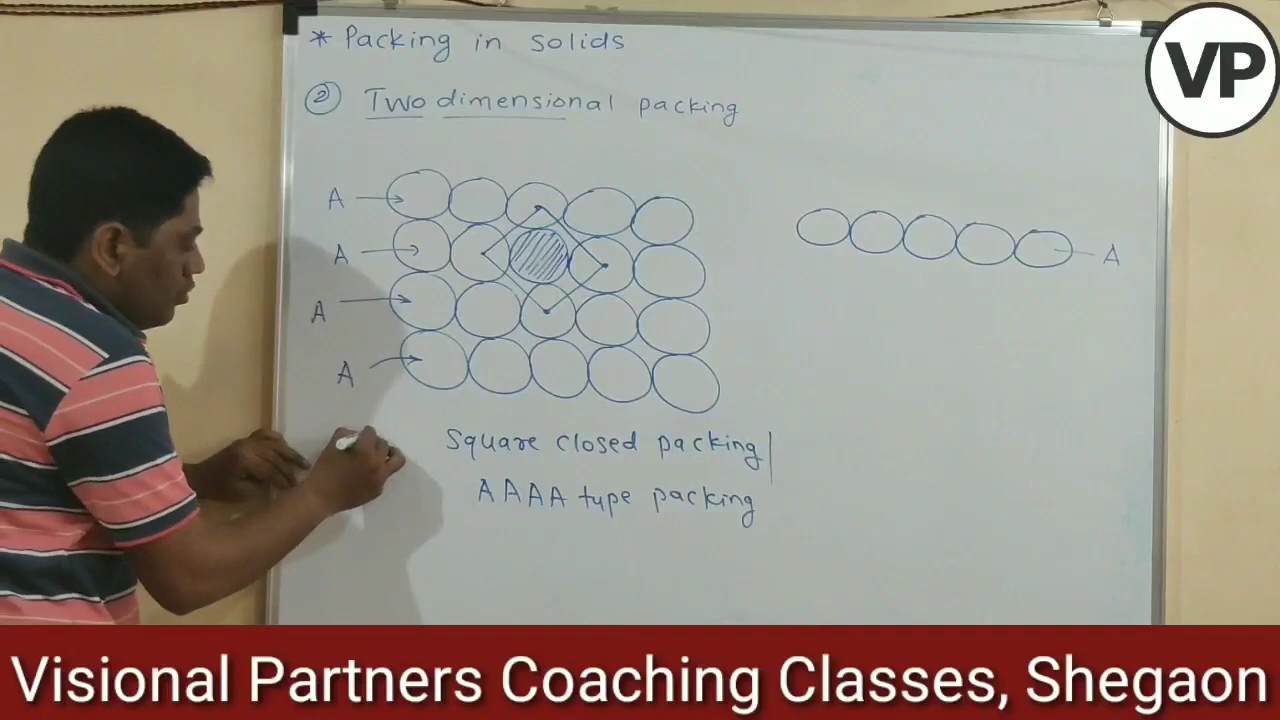 * Packing in solids
VP
② Two dimensional packing
A
A
A
A
A
Square closed packing|
AAAA type packing
Visional Partners Coaching Classes, Shegaon